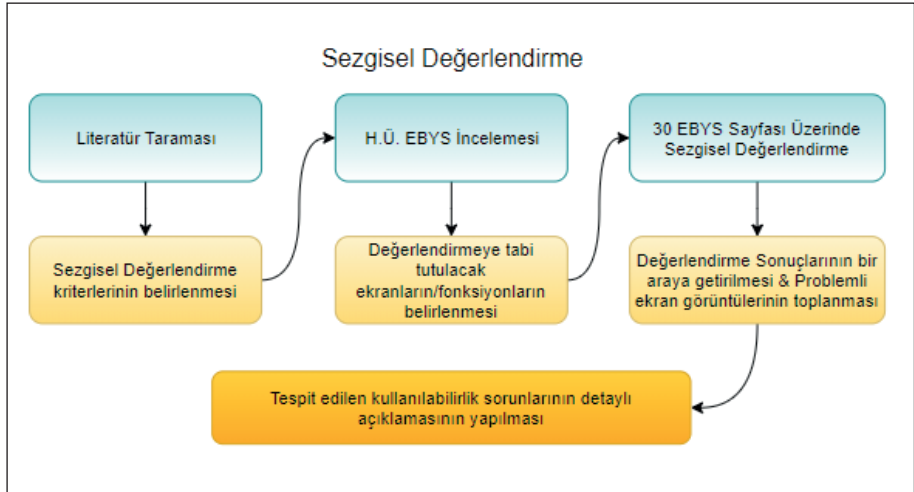 Sezgisel Değerlendirme
Literatür Taraması
Sezgisel Değerlendirme
kriterlerinin belirlenmesi
H.Ü. EBYS İncelemesi
Değerlendirmeye tabi
tutulacak
ekranların/fonksiyonların
belirlenmesi
30 EBYS Sayfası Üzerinde
Sezgisel Değerlendirme
Değerlendirme Sonuçlarının bir
araya getirilmesi & Problemli
ekran görüntülerinin toplanması
Tespit edilen kullanılabilirlik sorunlarının detaylı
açıklamasının yapılması